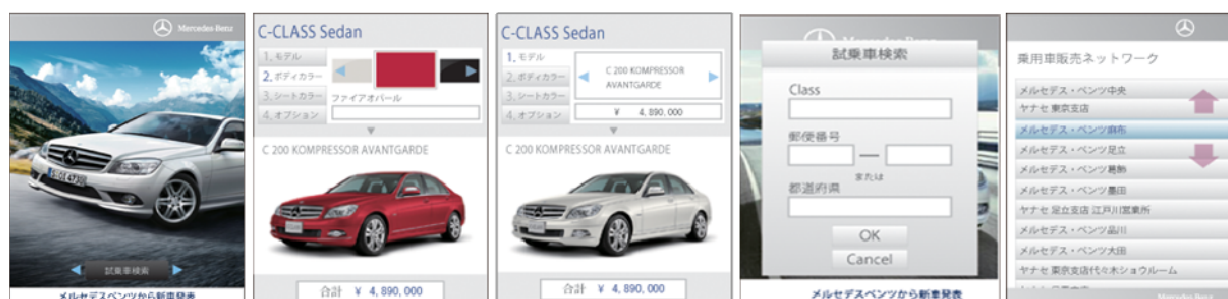 Mercedes-Benz
試乗車検索
メルセデスベンツから新車発表
C-CLASS Sedan
1. モデル
2. ボディカラー
3. シートカラー
4. オプション
ファイアオパール
C 200 KOMPRESSOR AVANTGARDE
合計 ¥ 4,890,000
C-CLASS Sedan
1. モデル
2. ボディカラー
3. シートカラー
4. オプション
C 200 KOMPRESSOR
AVANTGARDE
¥ 4,890,000
C 200 KOMPRESSOR AVANTGARDE
合計 ¥ 4,890,000
Mercedes-Benz
試乗車検索
Class
郵便番号
または
都道府県
OK
Cancel
メルセデスベンツから新車発表
乗用車販売ネットワーク
メルセデス・ベンツ中央
ヤナセ 東京支店
メルセデス・ベンツ麻布
メルセデス・ベンツ足立
メルセデス・ベンツ葛飾
メルセデス・ベンツ墨田
ヤナセ 足立支店 江戸川営業所
メルセデス・ベンツ品川
メルセデス・ベンツ大田
ヤナセ 東京支店代々木ショウルーム
Mercedes-Benz